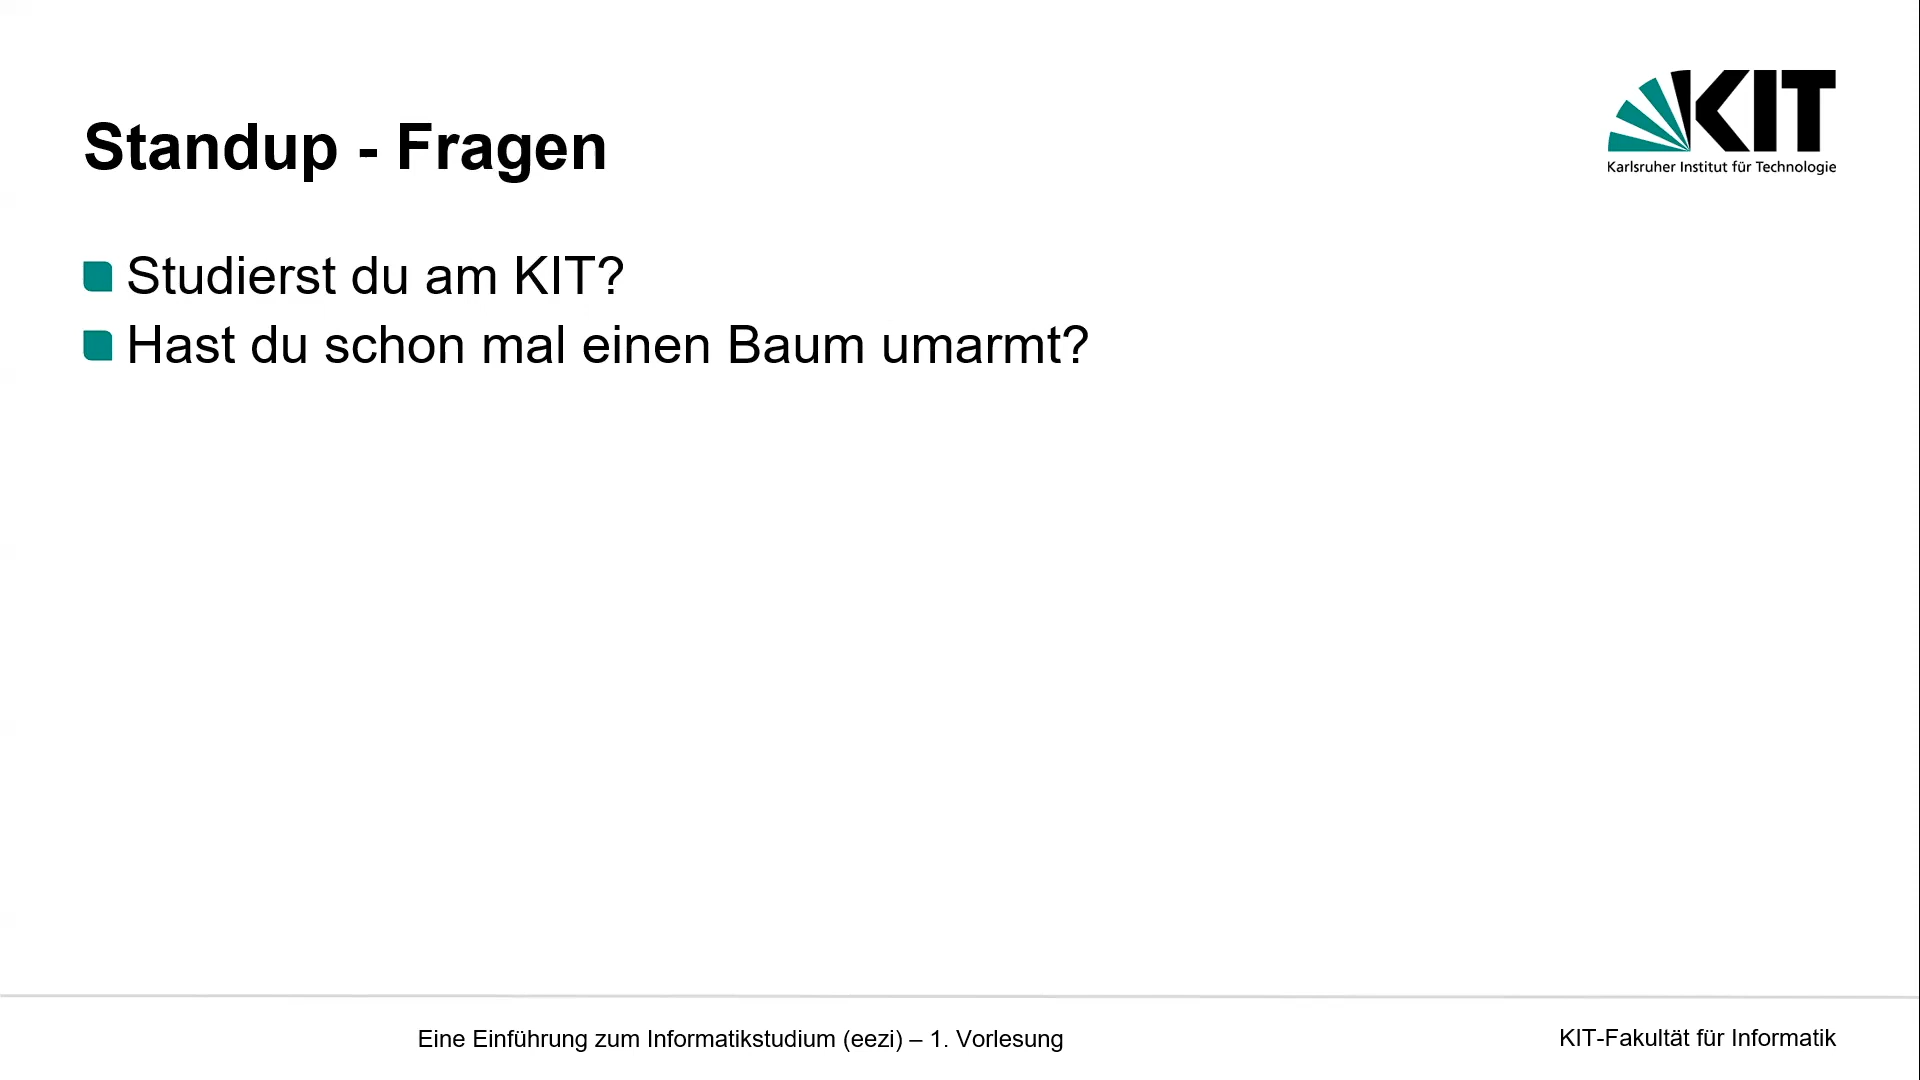 KIT
Karlsruher Institut für Technologie
Standup - Fragen
Studierst du am KIT?
Hast du schon mal einen Baum umarmt?
Eine Einführung zum Informatikstudium (eezi) – 1. Vorlesung
KIT-Fakultät für Informatik